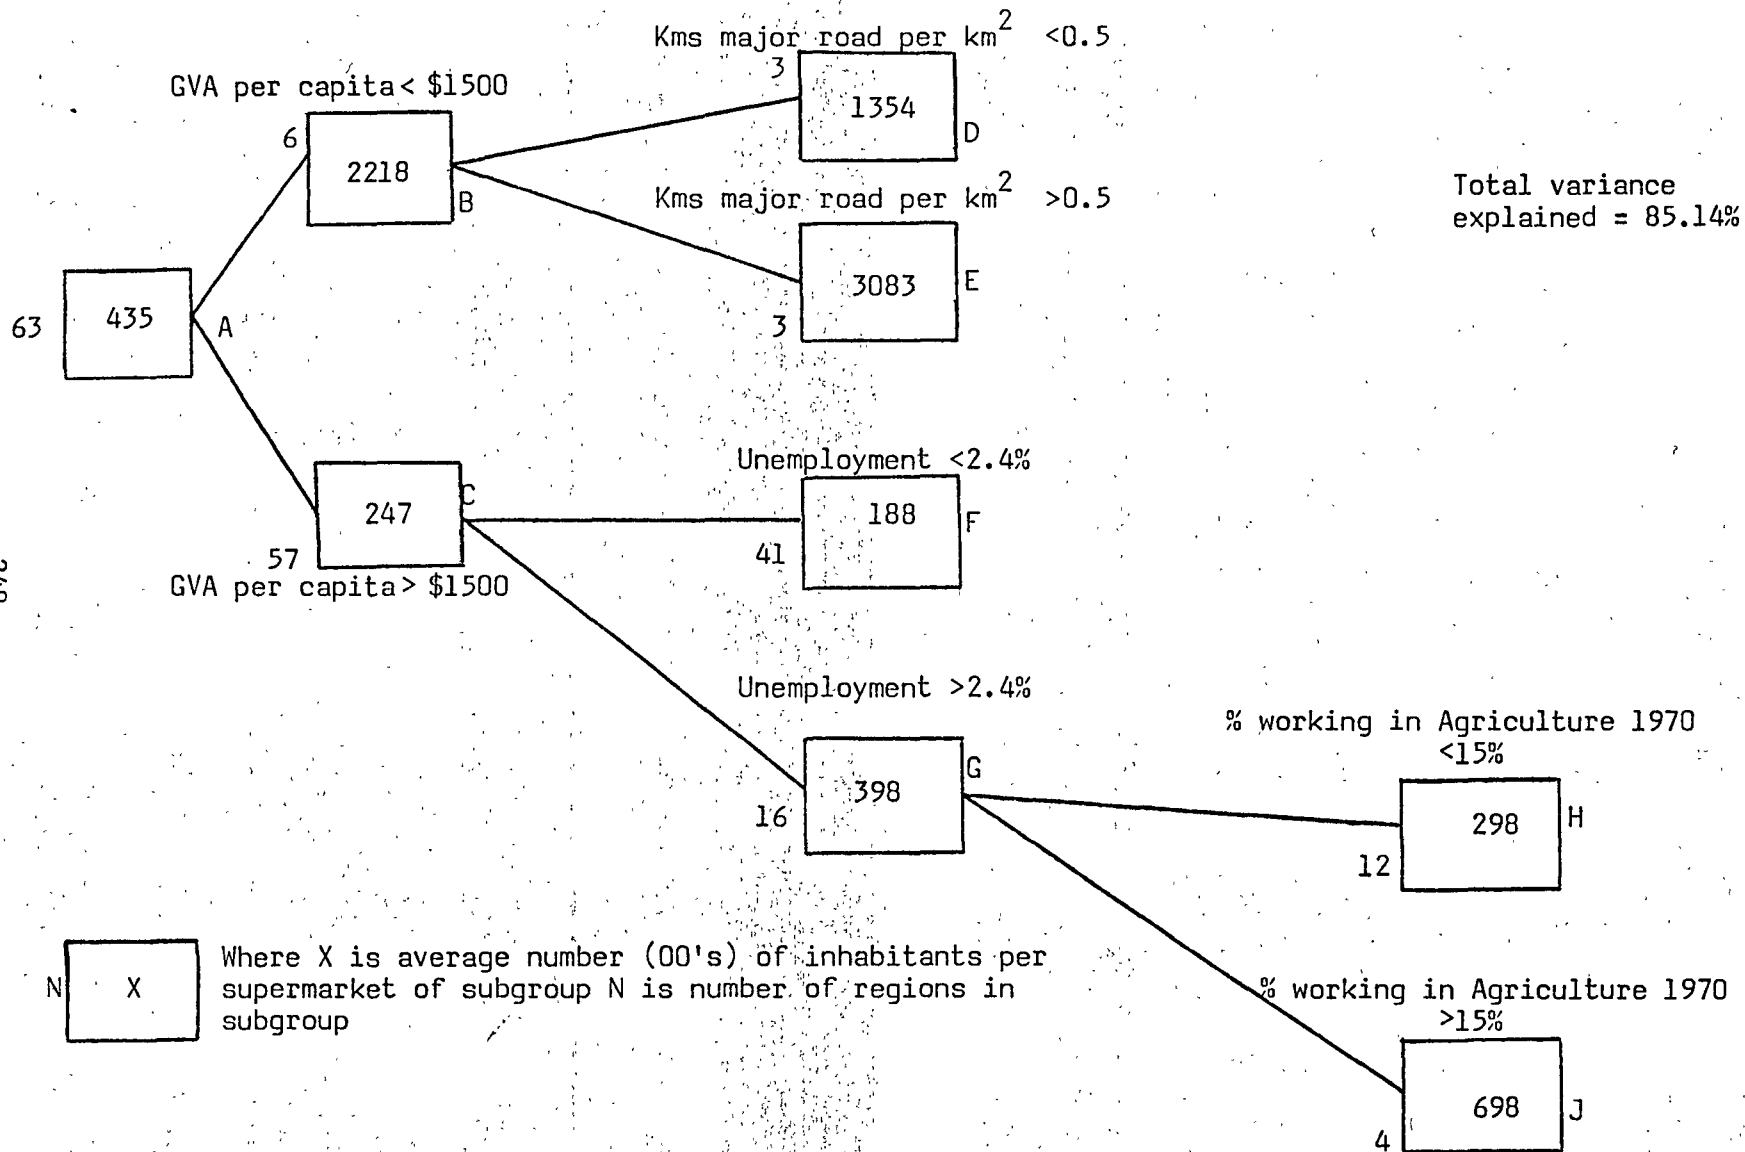 Kms major road per km2 <0.5
3
1354
D
GVA per capita< $1500
6
2218
B
Kms major road per km2 >0.5
3083
E
3
Total variance
explained = 85.14%
63
435
A
Unemployment <2.4%
188
F
41
C
247
57
GVA per capita> $1500
Unemployment >2.4%
398
G
16
% working in Agriculture 1970
<15%
298
H
12
N
X
Where X is average number (00's) of inhabitants per
supermarket of subgroup N is number of regions in
subgroup
% working in Agriculture 1970
>15%
698
J
4